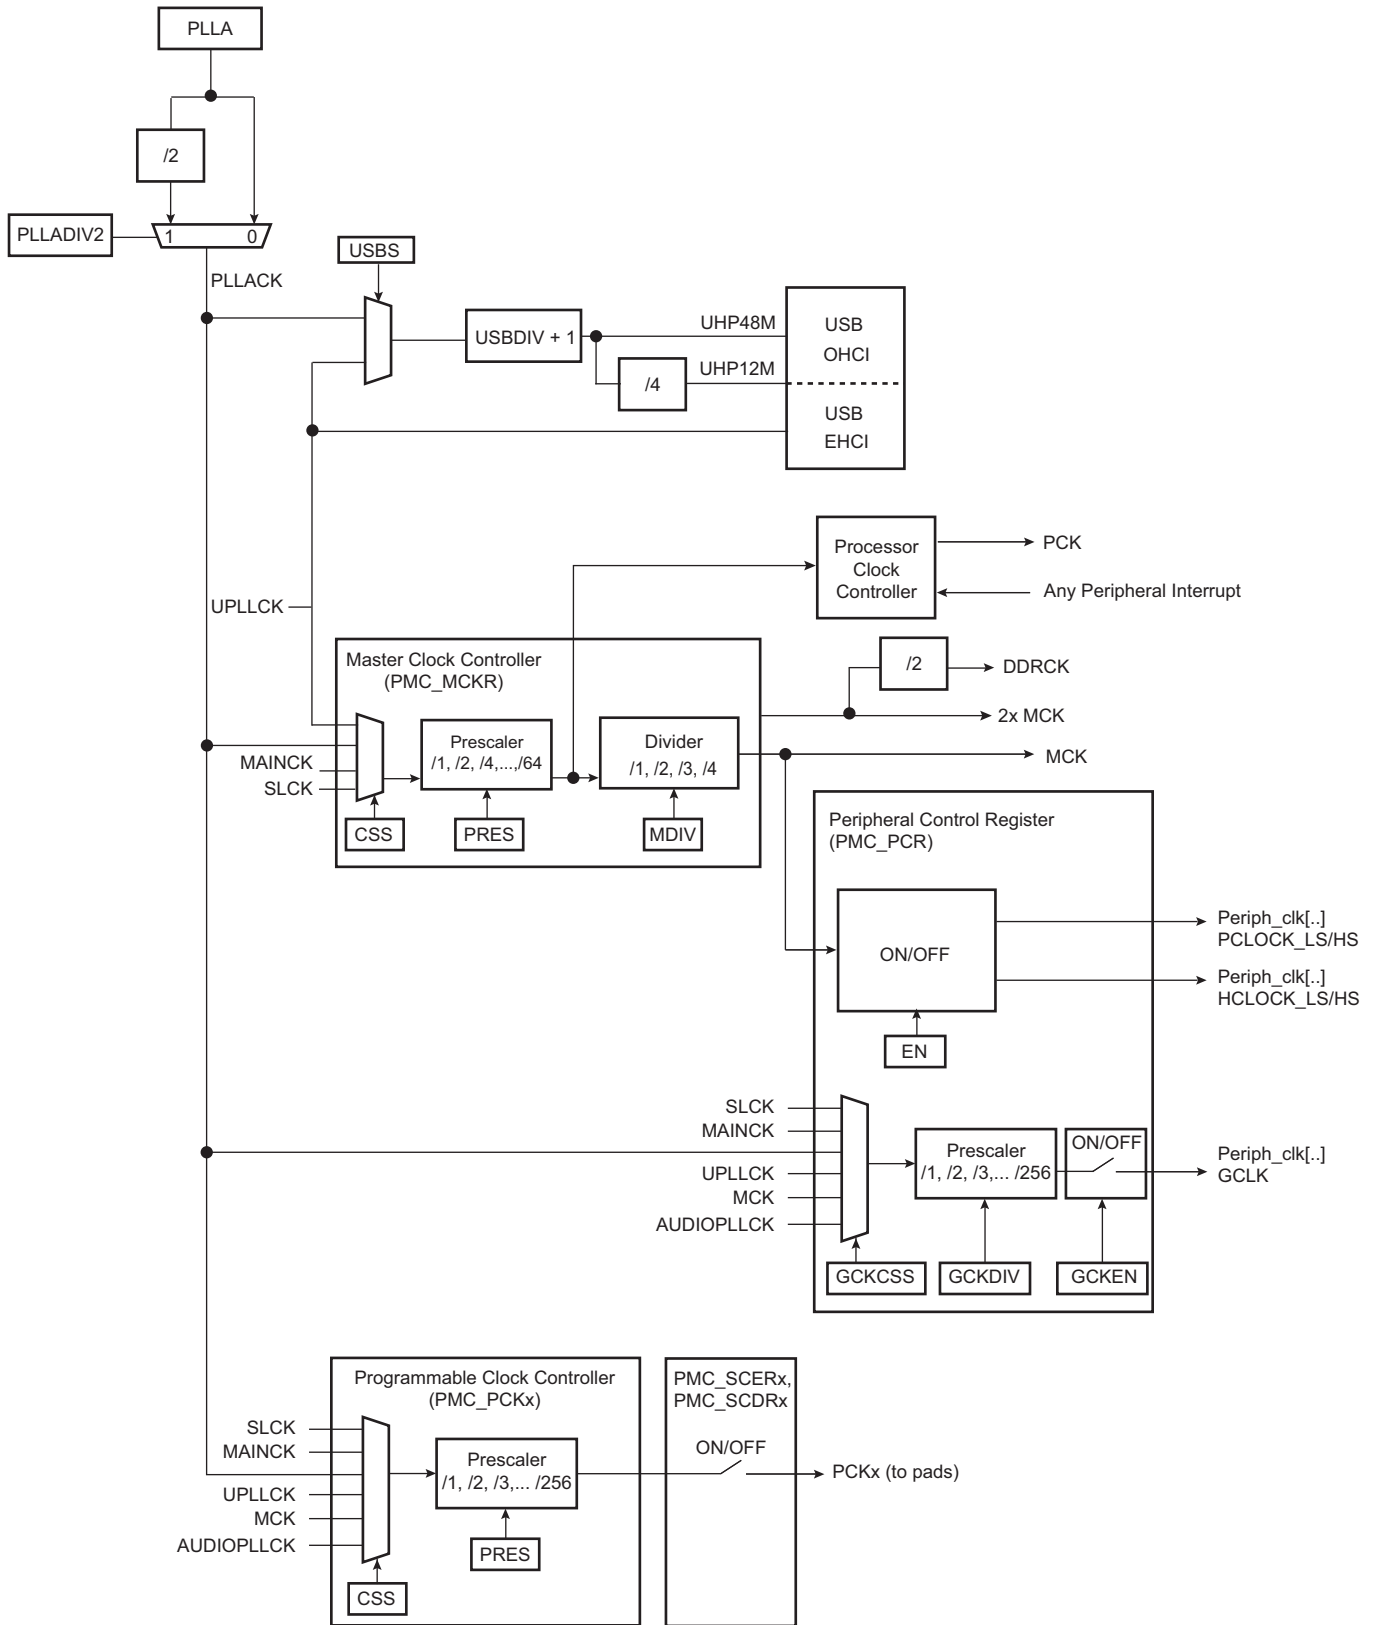 PLLA
/2
PLLADIV2
1
0
PLLACK
USBS
USBDIV + 1
UHP48M
/4
UHP12M
USB
OHCI
USB
EHCI
UPLLCK
Processor
Clock
Controller
PCK
Any Peripheral Interrupt
Master Clock Controller
(PMC_MCKR)
/2
DDRCK
2x MCK
MAINCK
SLCK
Prescaler
/1, /2, /4,...,/64
Divider
/1, /2, /3, /4
MCK
CSS
PRES
MDIV
Peripheral Control Register
(PMC_PCR)
ON/OFF
EN
Periph_clk[..]
PCLOCK_LS/HS
Periph_clk[..]
HCLOCK_LS/HS
SLCK
MAINCK
UPLLCK
MCK
AUDIOPLLCK
Prescaler
/1, /2, /3,... /256
ON/OFF
Periph_clk[..]
GCLK
GCKCSS
GCKDIV
GCKEN
Programmable Clock Controller
(PMC_PCKx)
PMC_SCERx,
PMC_SCDRx
SLCK
MAINCK
UPLLCK
MCK
AUDIOPLLCK
Prescaler
/1, /2, /3,... /256
ON/OFF
PCKx (to pads)
PRES
CSS